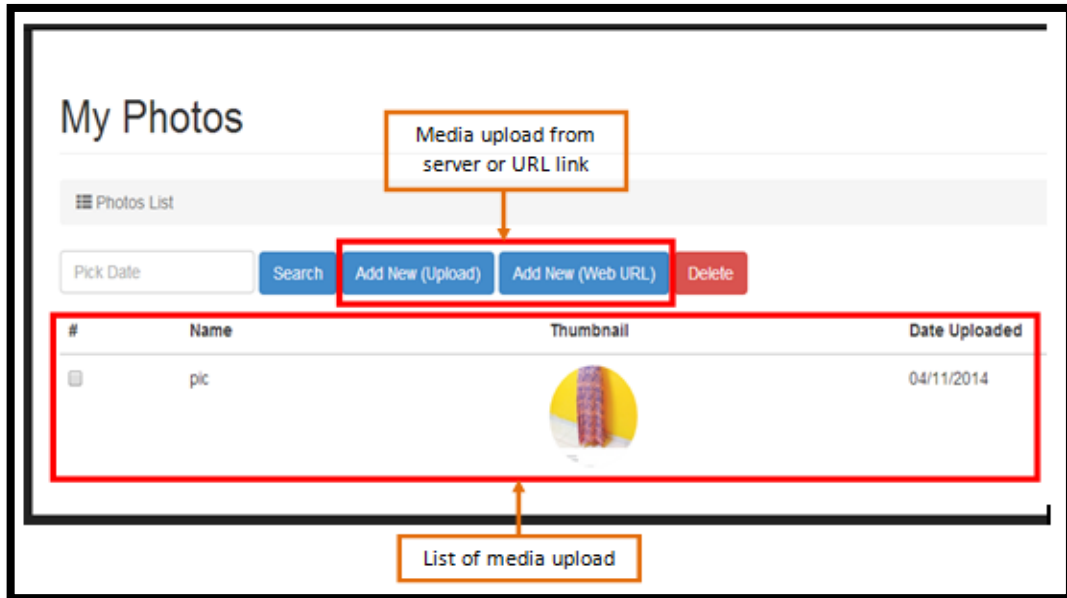 My Photos
Media upload from
server or URL link
Photos List
Pick Date Search Add New (Upload) Add New (Web URL) Delete
# Name Thumbnail Date Uploaded
pic 04/11/2014
List of media upload